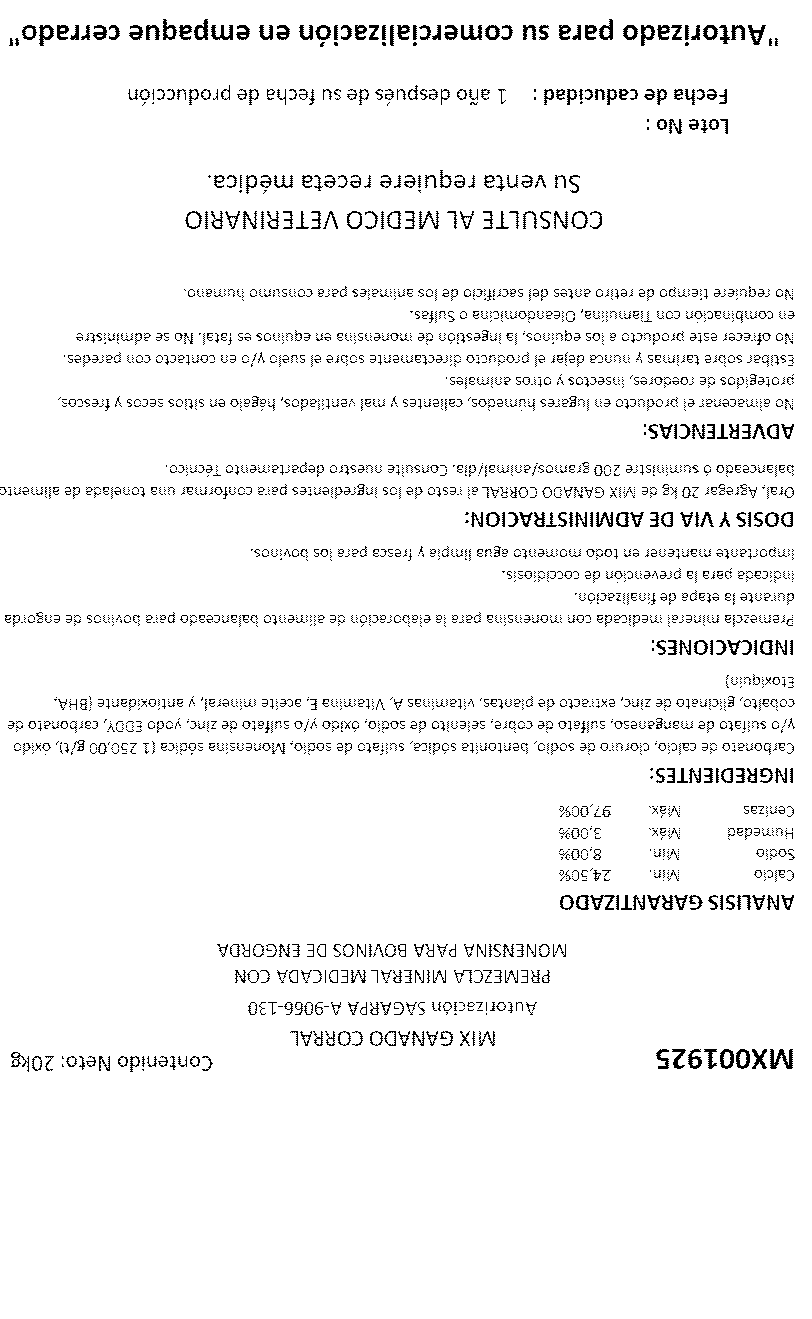 MX001925
Contenido Neto: 20kg
MIX GANADO CORRAL
Autorización SAGARPA A-9066-130
PREMEZCLA MINERAL MEDICADA CON
MONENSINA PARA BOVINOS DE ENGORDA
ANALISIS GARANTIZADO
Calcio Min. 24,50%
Sodio Min. 8,00%
Humedad Máx. 3,00%
Cenizas Máx. 97,00%
INGREDIENTES:
Carbonato de calcio, cloruro de sodio, bentonita sódica, sulfato de sodio, Monensina sódica (1 250,00 g/t), óxido
y/o sulfato de manganeso, sulfato de cobre, selenito de sodio, óxido y/o sulfato de zinc, yodo EDDY, carbonato de
cobalto, glicinato de zinc, extracto de plantas, vitaminas A, Vitamina E, aceite mineral, y antioxidante (BHA,
Etoxiquin)
INDICACIONES:
Premezcla mineral medicada con monensina para la elaboración de alimento balanceado para bovinos de engorda
durante la etapa de finalización.
Indicada para la prevención de coccidiosis.
Importante mantener en todo momento agua limpia y fresca para los bovinos.
DOSIS Y VIA DE ADMINISTRACION:
Oral. Agregar 20 kg de MIX GANADO CORRAL al resto de los ingredientes para conformar una tonelada de alimento
balanceado ó suministre 200 gramos/animal/día. Consulte nuestro departamento Técnico.
ADVERTENCIAS:
No almacenar el producto en lugares húmedos, calientes y mal ventilados, hágalo en sitios secos y frescos,
protegidos de roedores, insectos y otros animales.
Estibar sobre tarimas y nunca dejar el producto directamente sobre el suelo y/o en contacto con paredes.
No ofrecer este producto a los equinos, la ingestión de monensina en equinos es fatal. No se administre
en combinación con Tiamulina, Oleandomicina o Sulfas.
No requiere tiempo de retiro antes del sacrificio de los animales para consumo humano.
CONSULTE AL MEDICO VETERINARIO
Su venta requiere receta médica.
Lote No :
Fecha de caducidad : 1 año después de su fecha de producción
"Autorizado para su comercialización en empaque cerrado"